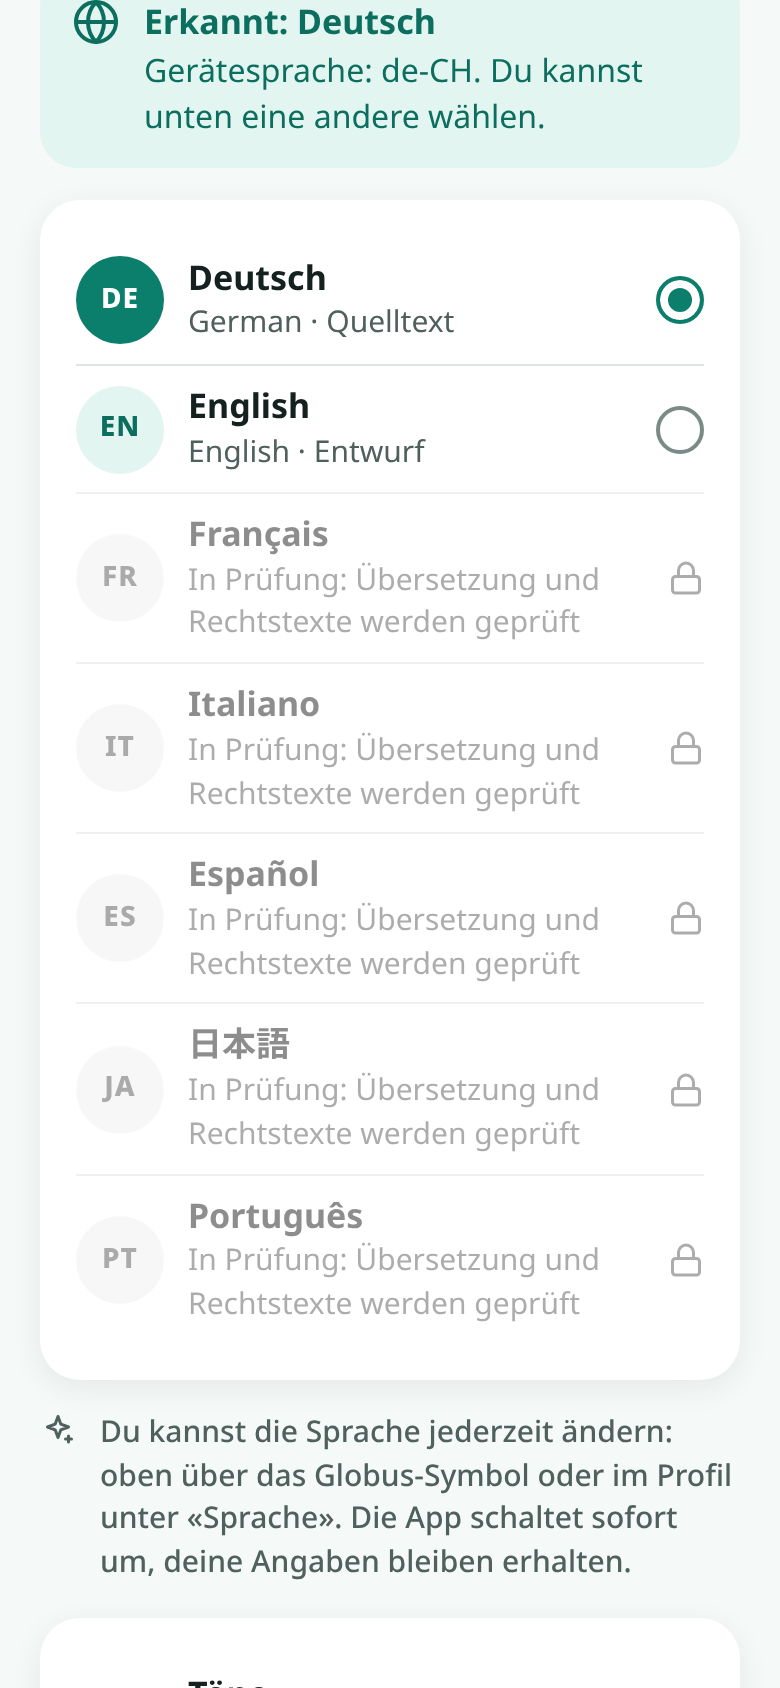 Erkannt: Deutsch
Gerätesprache: de-CH. Du kannst
unten eine andere wählen.
DE
Deutsch
German · Quelltext
EN
English
English · Entwurf
FR
Français
In Prüfung: Übersetzung und
Rechtstexte werden geprüft
IT
Italiano
In Prüfung: Übersetzung und
Rechtstexte werden geprüft
ES
Español
In Prüfung: Übersetzung und
Rechtstexte werden geprüft
JA
日本語
In Prüfung: Übersetzung und
Rechtstexte werden geprüft
PT
Português
In Prüfung: Übersetzung und
Rechtstexte werden geprüft
Du kannst die Sprache jederzeit ändern:
oben über das Globus-Symbol oder im Profil
unter «Sprache». Die App schaltet sofort
um, deine Angaben bleiben erhalten.